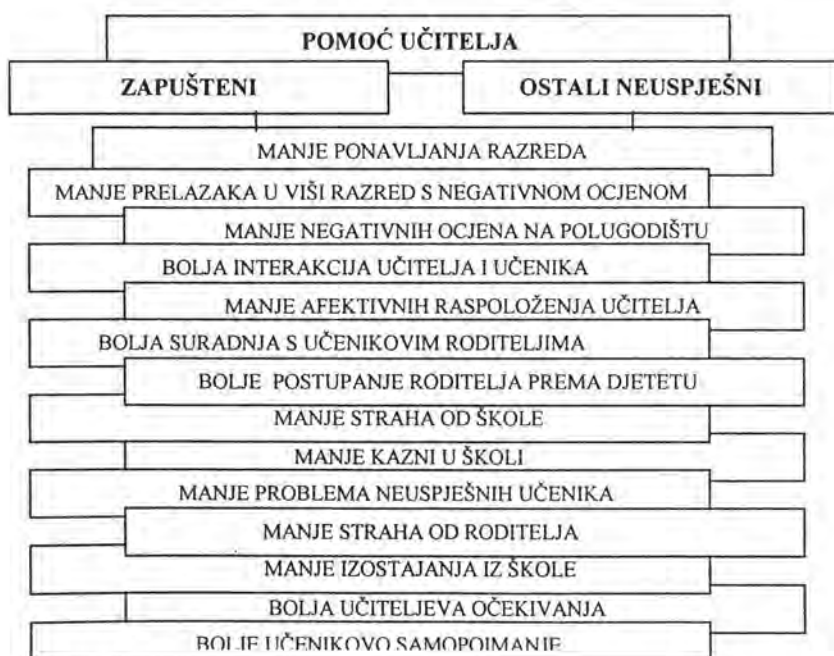 POMOĆ UČITELJA
ZAPUŠTENI
OSTALI NEUSPJEŠNI
MANJE PONAVLJANJA RAZREDA
MANJE PRELAZAKA U VIŠI RAZRED S NEGATIVNOM OCJENOM
MANJE NEGATIVNIH OCJENA NA POLUGODIŠTU
BOLJA INTERAKCIJA UČITELJA I UČENIKA
MANJE AFEKTIVNIH RASPOLOŽENJA UČITELJA
BOLJA SURADNJA S UČENIKOVIM RODITELJIMA
BOLJE POSTUPANJE RODITELJA PREMA DJETETU
MANJE STRAHA OD ŠKOLE
MANJE KAZNI U ŠKOLI
MANJE PROBLEMA NEUSPJEŠNIH UČENIKA
MANJE STRAHA OD RODITELJA
MANJE IZOSTAJANJA IZ ŠKOLE
BOLJA UČITELJEVA OČEKIVANJA
BOLJE UČENIKOVO SAMOPOIMANJE